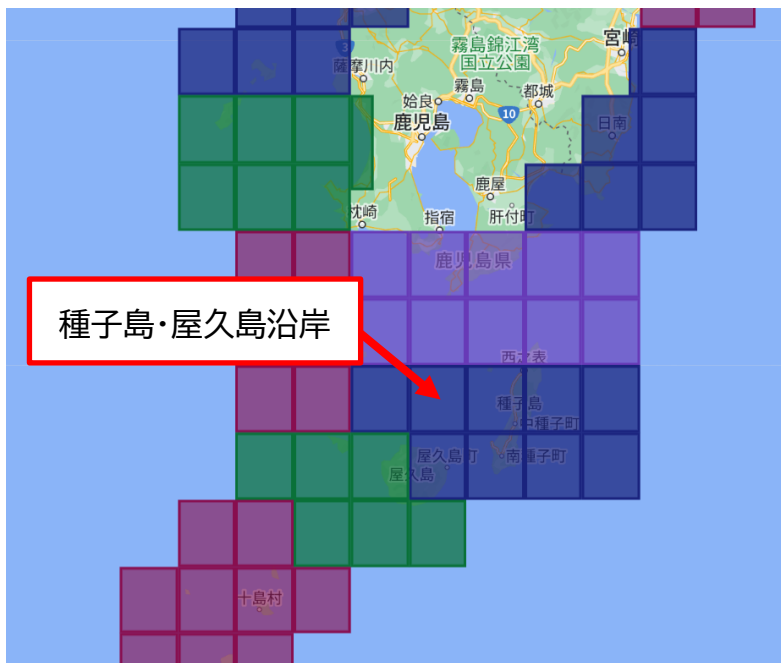 霧島錦江湾
国立公園
宮崎
3
薩摩川内
姶良
霧島
都城
10
鹿児島
日南
鹿屋
枕崎
指宿
肝付町
鹿児島県
種子島・屋久島沿岸
西之表
種子島
中種子町
屋久島町
南種子町
屋久島
十島村